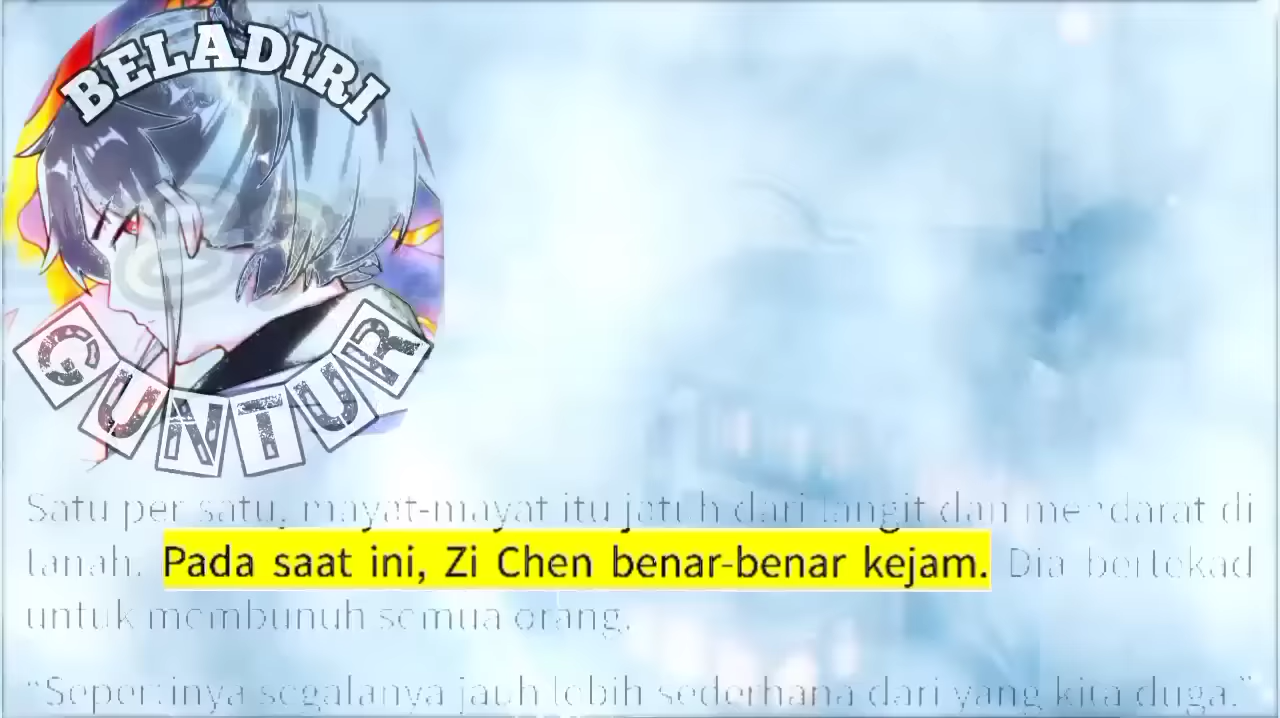 BELADIRI
GUNTUR
Satu per satu, mayat-mayat itu jatuh dari langit dan mendarat di
tanah. Pada saat ini, Zi Chen benar-benar kejam. Dia bertekad
untuk membunuh semua orang.
“Sepertinya segalanya jauh lebih sederhana dari yang kita duga.”